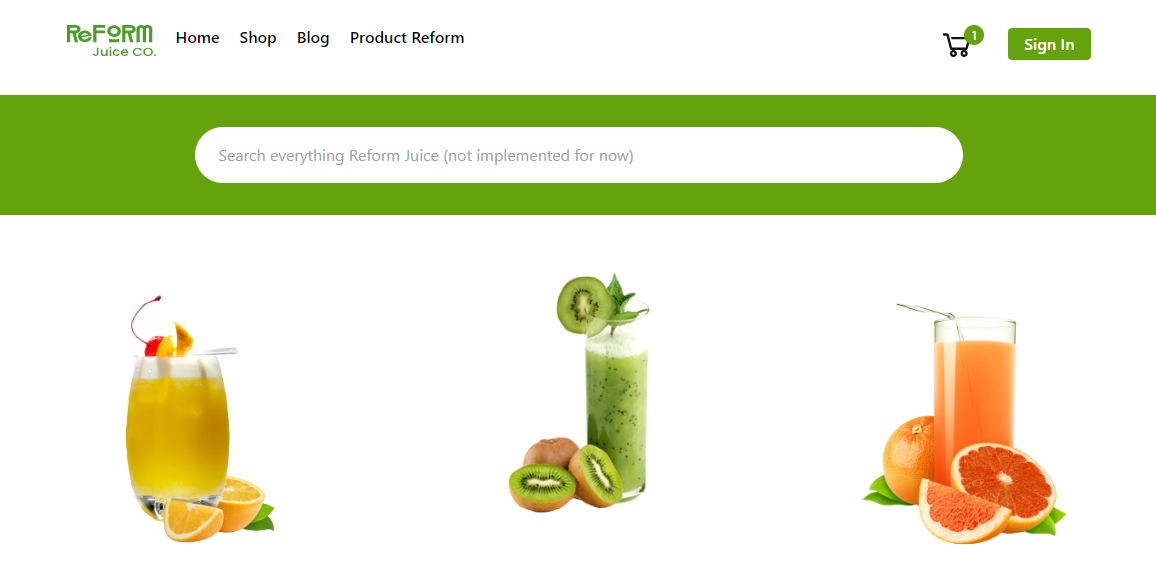 ReFORM
Juice CO.
Home Shop Blog Product Reform
1
Sign In
Search everything Reform Juice (not implemented for now)